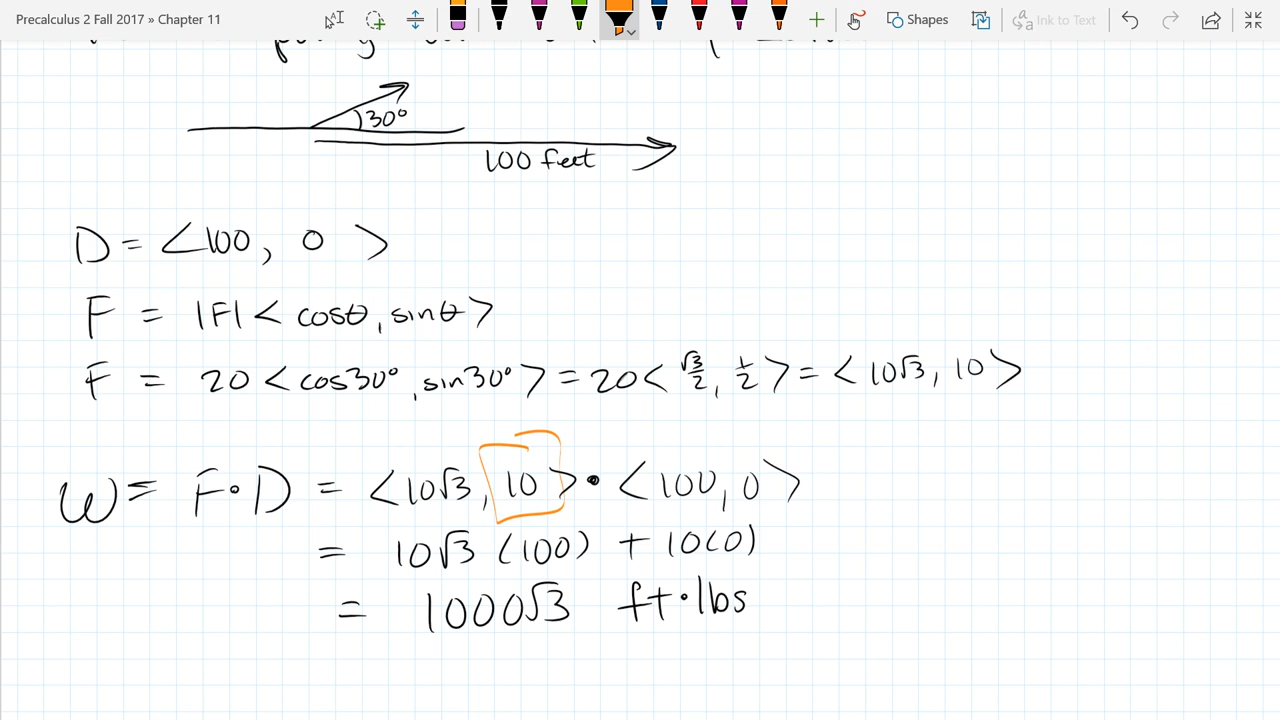 Precalculus 2 Fall 2017 » Chapter 11
Shapes
Ink to Text
30°
100 feet
D = <100, 0>
F = |F| < cosθ, sinθ>
F = 20 < cos30°, sin30° > = 20 < √3/2, 1/2 > = < 10√3, 10 >
W = F·D = <10√3, 10> · <100, 0>
= 10√3 (100) + 10(0)
= 1000√3 ft·lbs